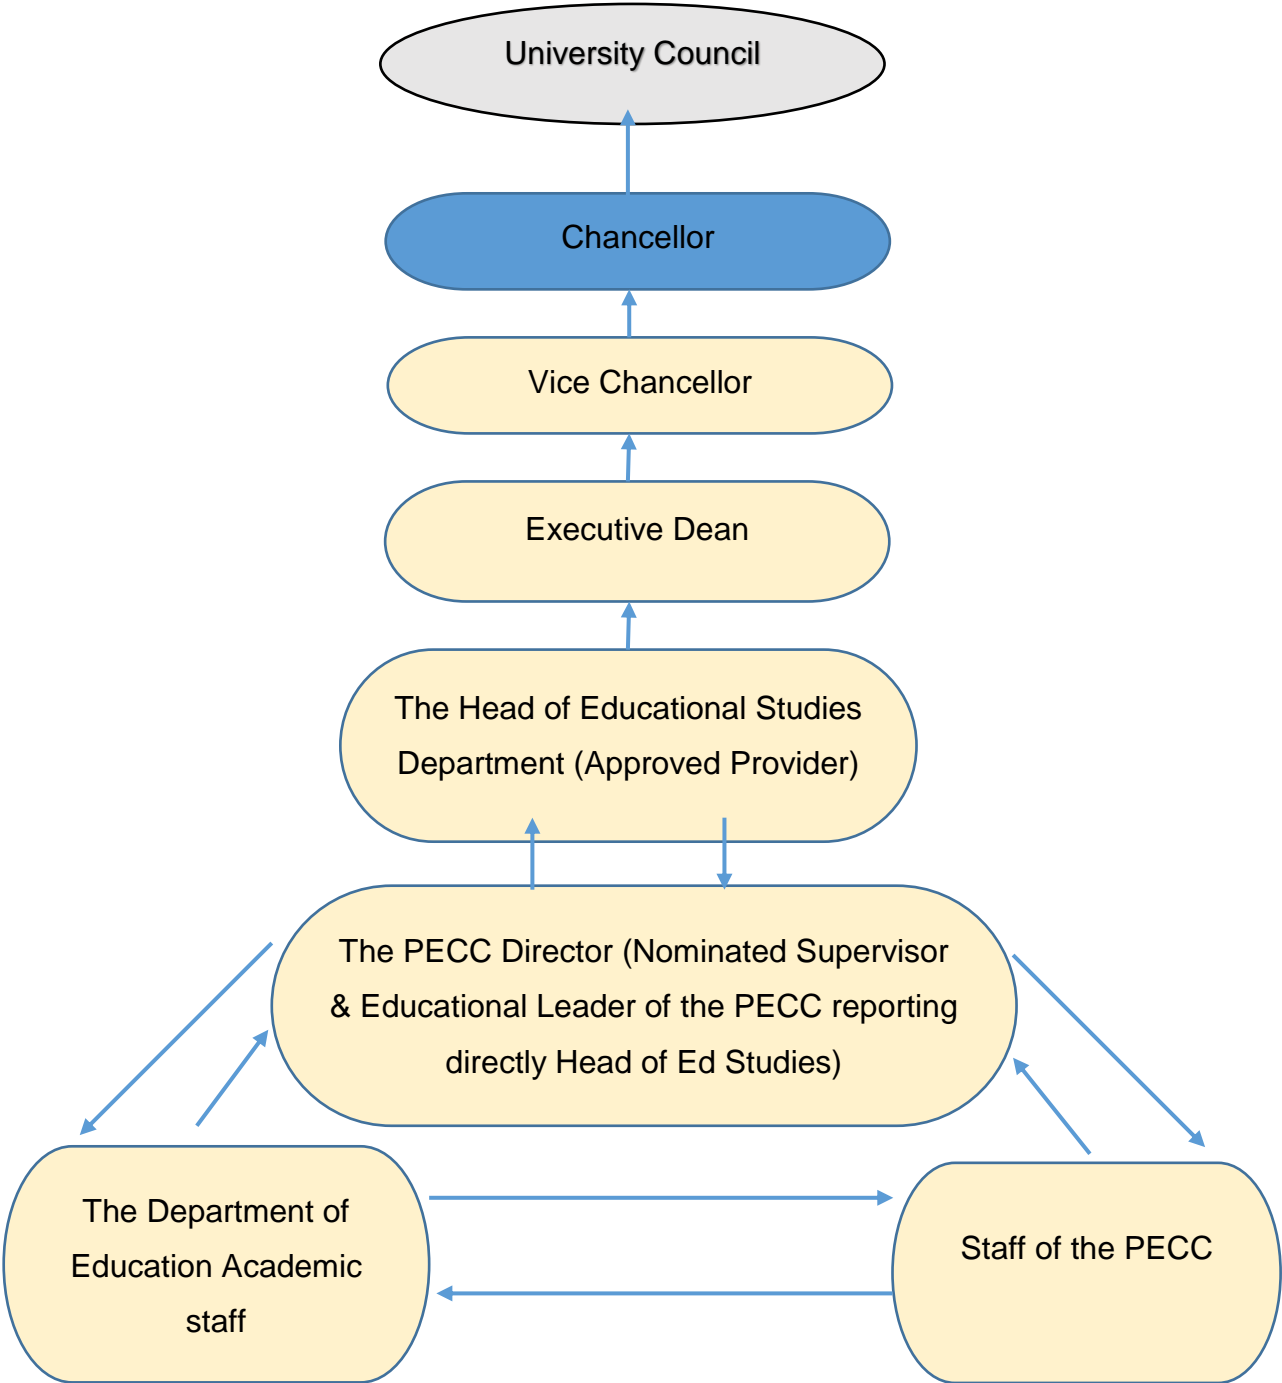 University Council
Chancellor
Vice Chancellor
Executive Dean
The Head of Educational Studies
Department (Approved Provider)
The PECC Director (Nominated Supervisor
& Educational Leader of the PECC reporting
directly Head of Ed Studies)
The Department of
Education Academic
staff
Staff of the PECC